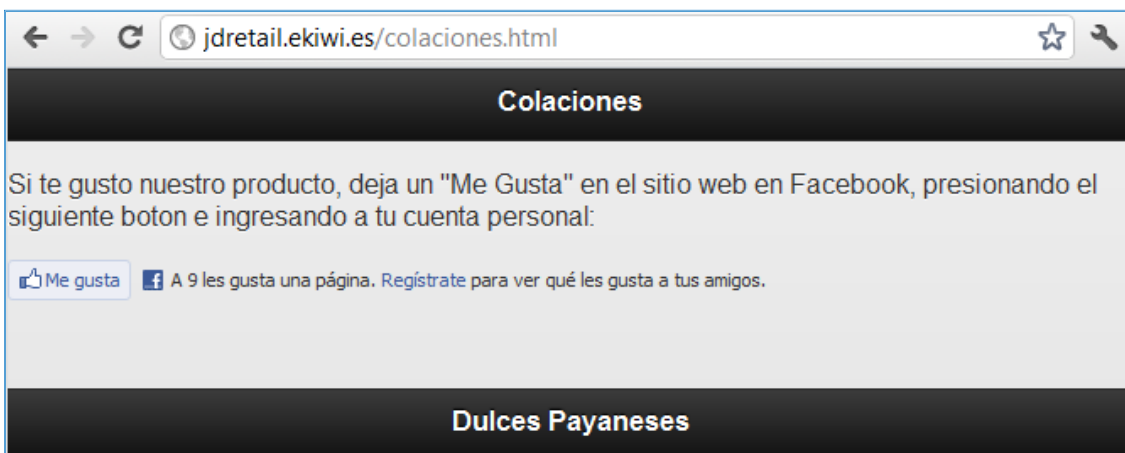 jdretail.ekiwi.es/colaciones.html
Colaciones
Si te gusto nuestro producto, deja un "Me Gusta" en el sitio web en Facebook, presionando el
siguiente boton e ingresando a tu cuenta personal:
Me gusta A 9 les gusta una página. Regístrate para ver qué les gusta a tus amigos.
Dulces Payaneses